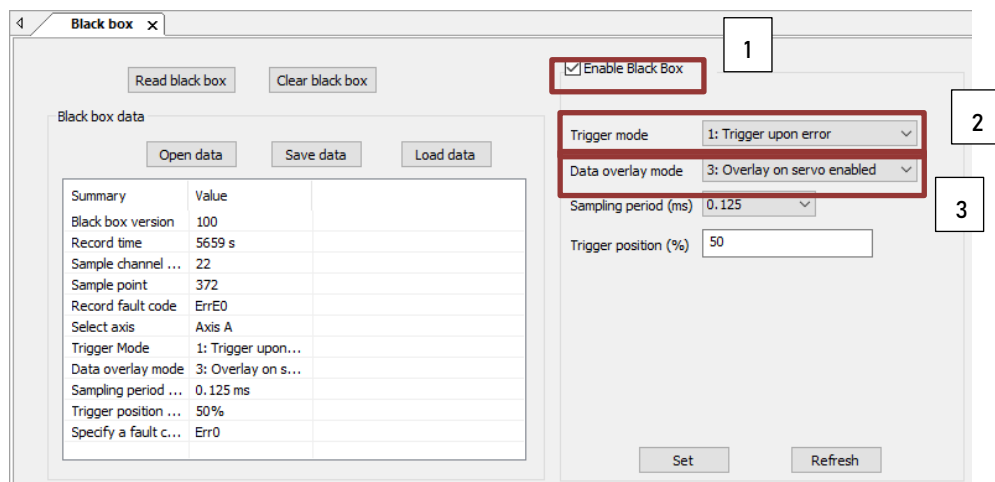 Black box x
1
Read black box Clear black box
Enable Black Box
2
Black box data
Trigger mode 1: Trigger upon error
Open data Save data Load data
Data overlay mode 3: Overlay on servo enabled
3
Summary Value
Sampling period (ms) 0.125
Black box version 100
Record time 5659 s
Trigger position (%) 50
Sample channel ... 22
Sample point 372
Record fault code ErrE0
Select axis Axis A
Trigger Mode 1: Trigger upon...
Data overlay mode 3: Overlay on s...
Sampling period ... 0.125 ms
Trigger position ... 50%
Specify a fault c... Err0
Set Refresh